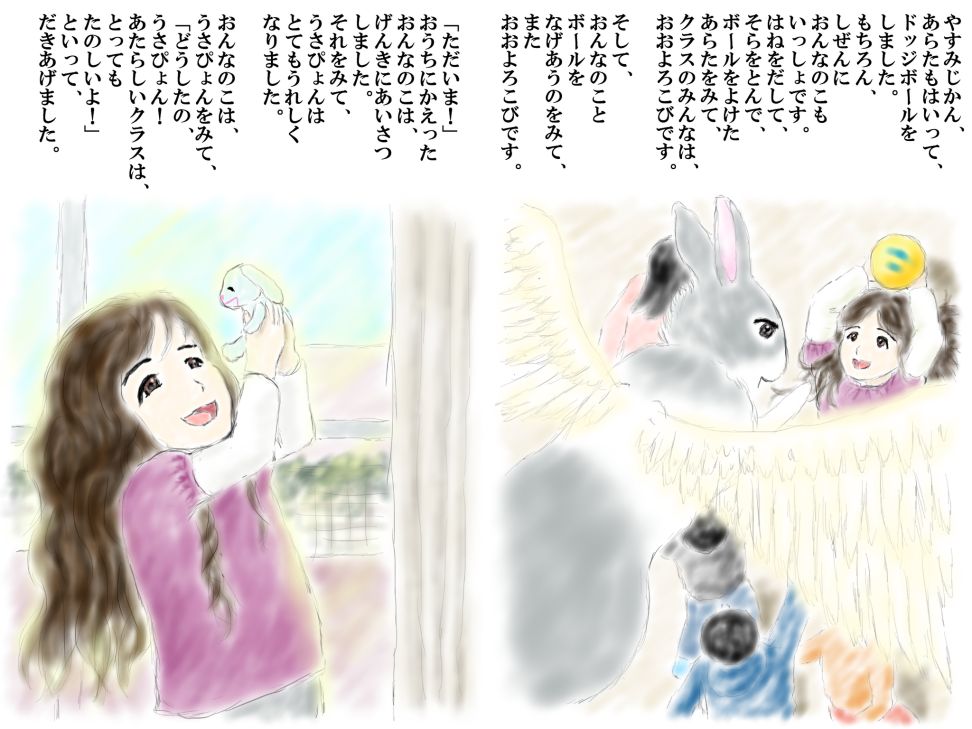 やすみじかん、
あらたもはいって、
ドッジボールを
しました。
もちろん、
しぜんに
おんなのこも
いっしょです。
はねをだして、
そらをとんで、
ボールをよけた
あらたをみて、
クラスのみんなは、
おおよろこびです。
そして、
おんなのこと
ボールを
なげあうのをみて、
また
おおよろこびです。
「ただいま!」
おうちにかえった
おんなのこは、
げんきにあいさつ
しました。
それをみて、
うさぴょんは
とてもうれしく
なりました。
おんなのこは、
うさぴょんをみて、
「どうしたの、
うさぴょん!
あたらしいクラスは、
とっても
たのしいよ!」
といって、
だきあげました。